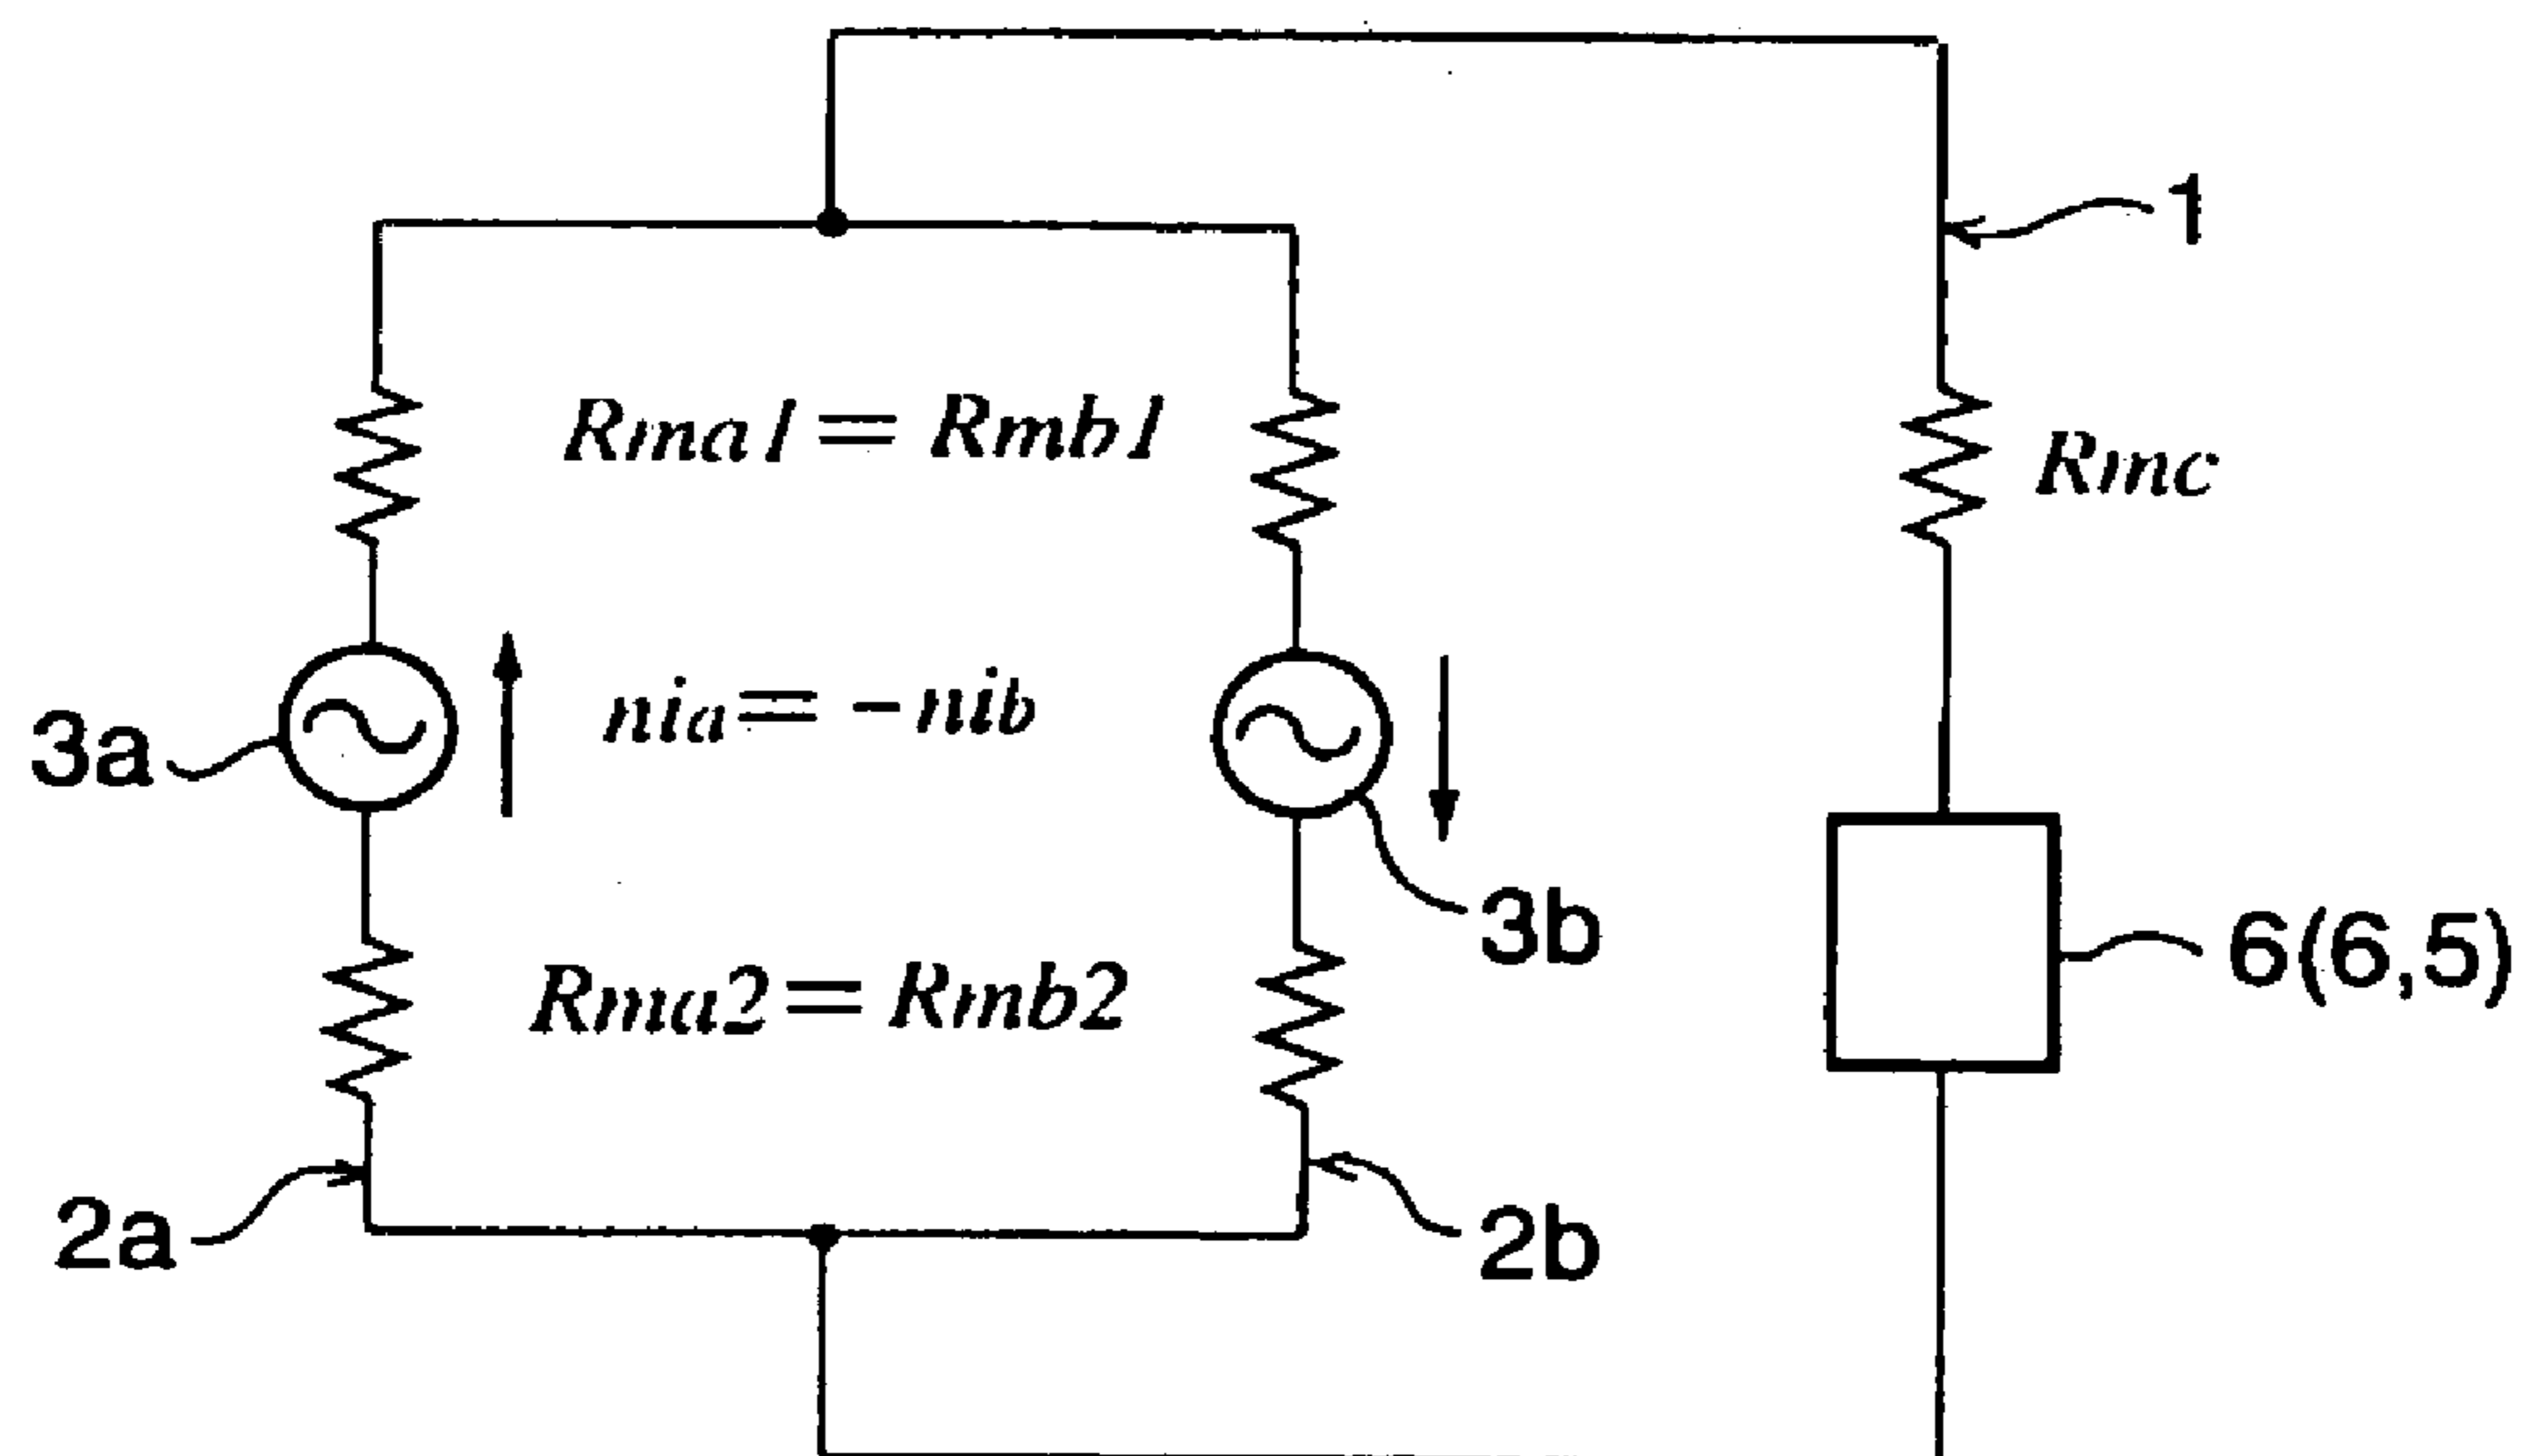 1
Rma1 = Rmb1
Rmc
3a
nia = -nib
3b
6(6,5)
Rma2 = Rmb2
2a
2b